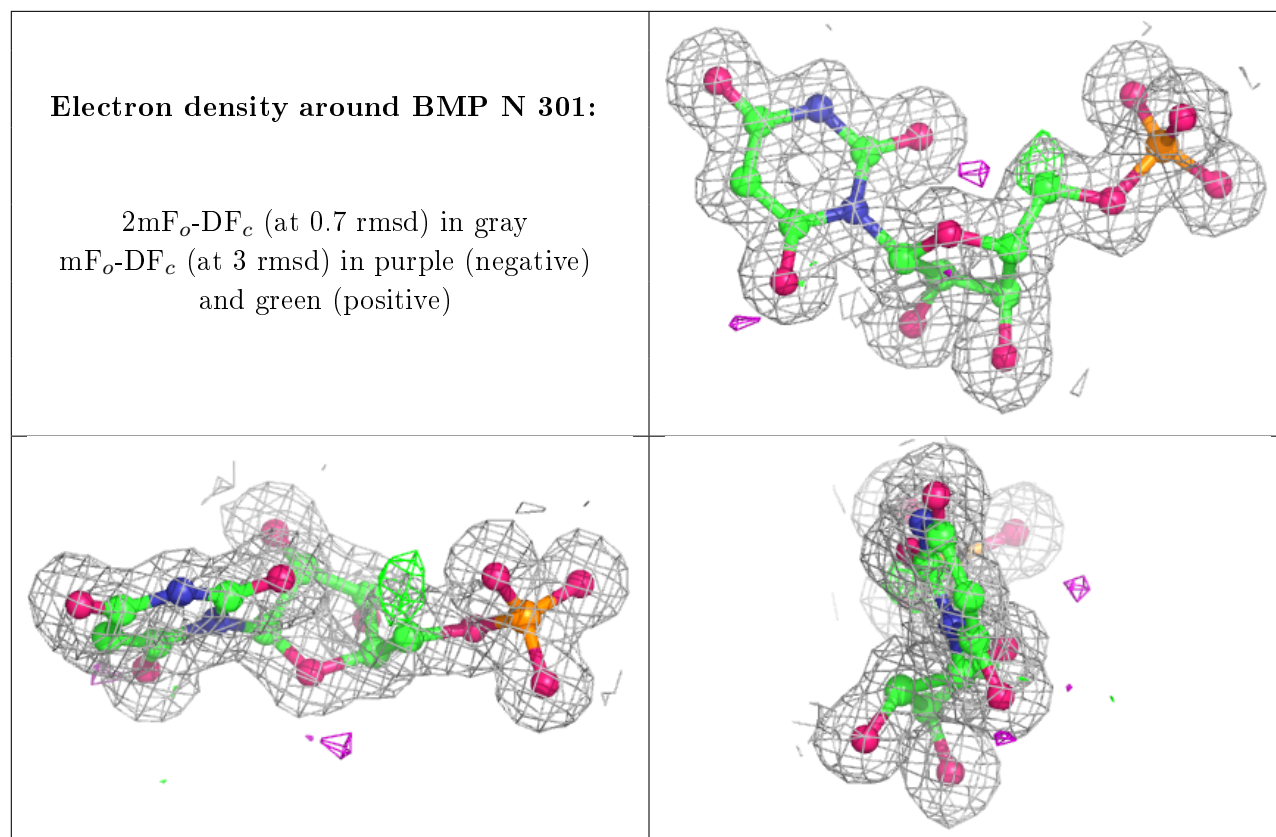 Electron density around BMP N 301:
2mFₒ-DF𝒸 (at 0.7 rmsd) in gray
mFₒ-DF𝒸 (at 3 rmsd) in purple (negative)
and green (positive)